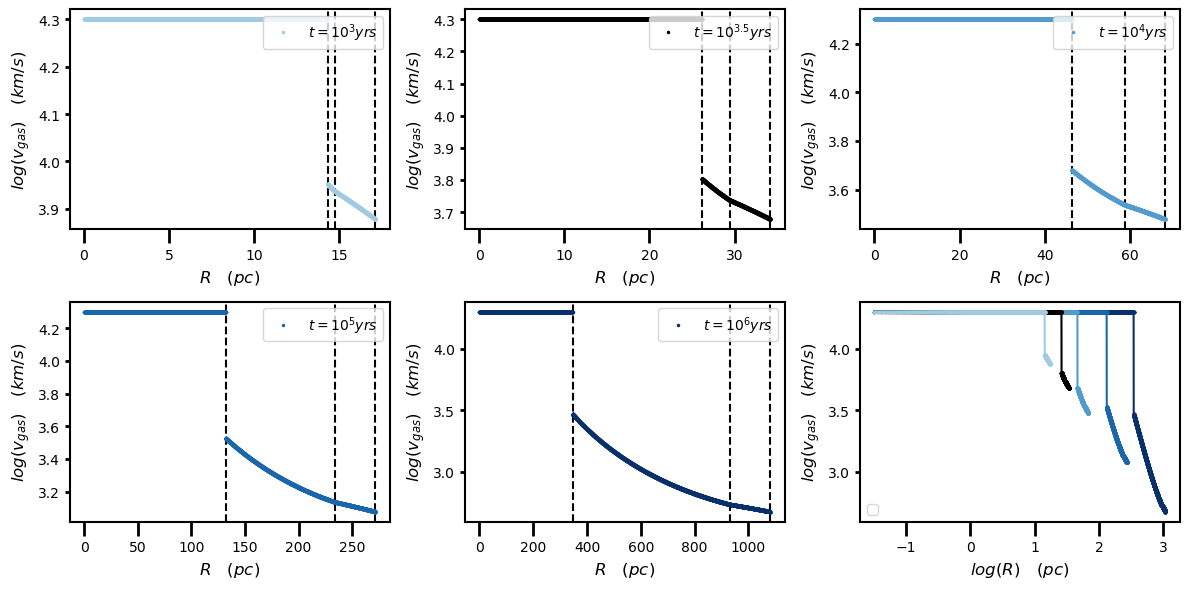 4.3
4.2
4.1
4.0
3.9
log(v_gas) (km/s)
t = 10^3 yrs
0 5 10 15
R (pc)
4.3
4.2
4.1
4.0
3.9
3.8
3.7
log(v_gas) (km/s)
t = 10^3.5 yrs
0 10 20 30
R (pc)
4.2
4.0
3.8
3.6
log(v_gas) (km/s)
t = 10^4 yrs
0 20 40 60
R (pc)
4.2
4.0
3.8
3.6
3.4
3.2
log(v_gas) (km/s)
t = 10^5 yrs
0 50 100 150 200 250
R (pc)
4.0
3.5
3.0
log(v_gas) (km/s)
t = 10^6 yrs
0 200 400 600 800 1000
R (pc)
4.0
3.5
3.0
log(v_gas) (km/s)
−1 0 1 2 3
log(R) (pc)